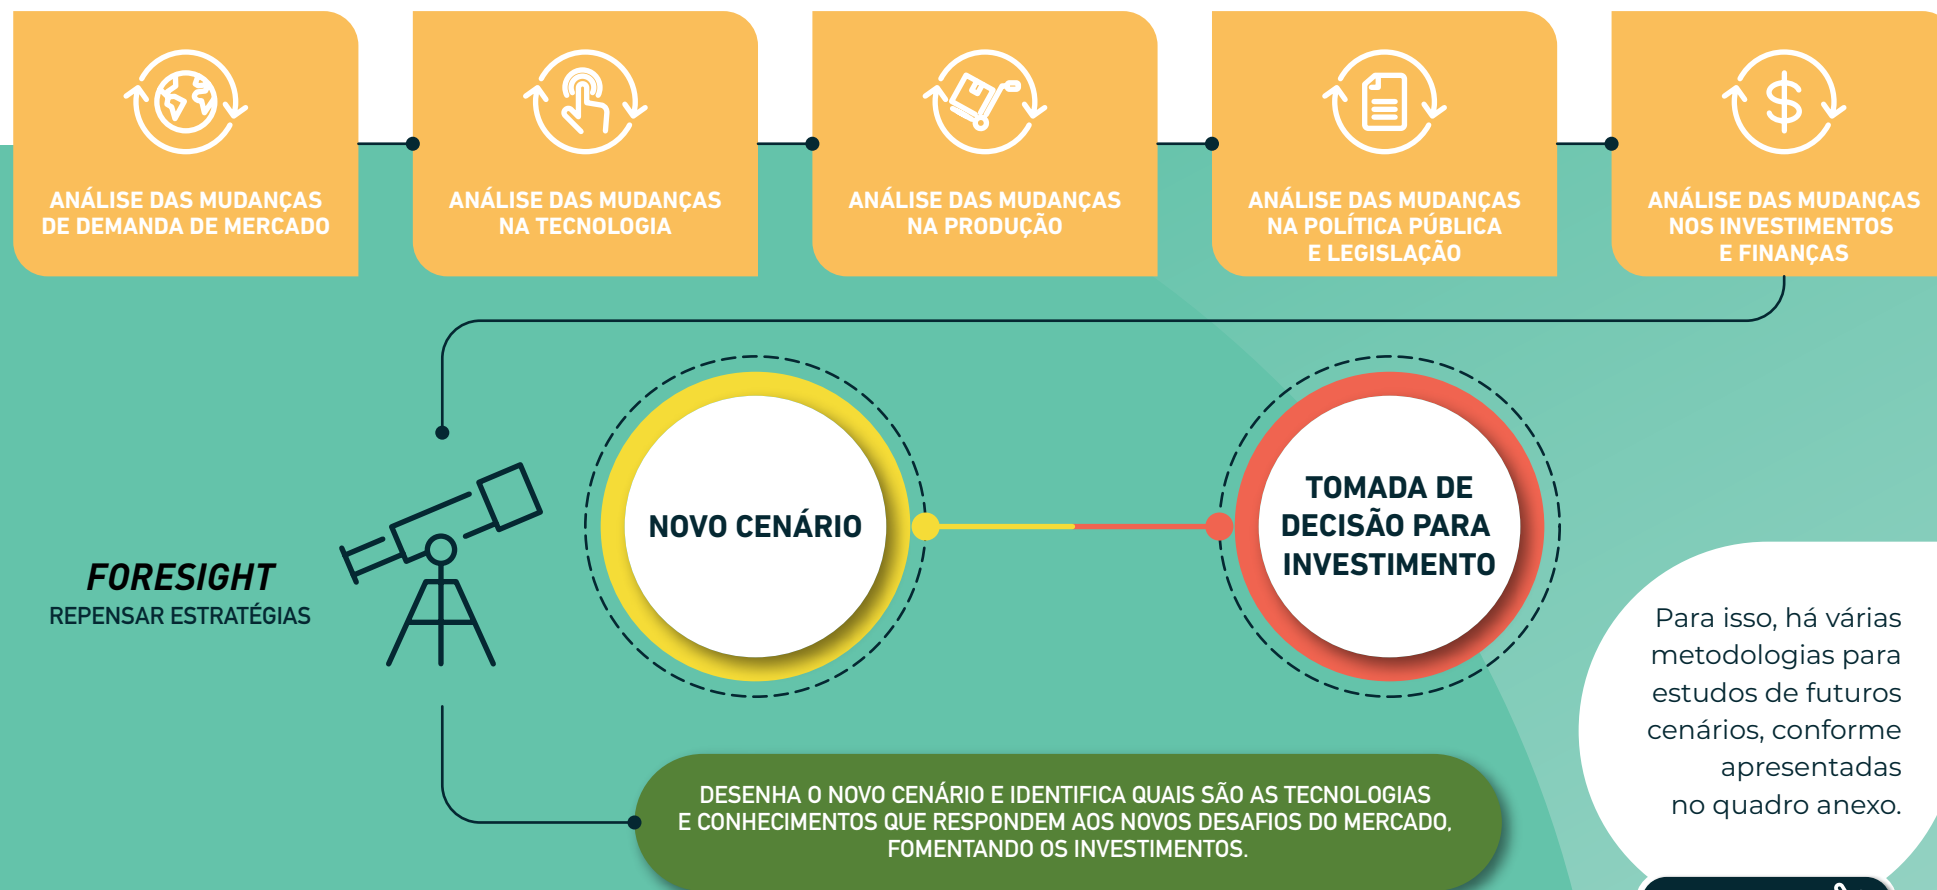 ANÁLISE DAS MUDANÇAS
DE DEMANDA DE MERCADO
ANÁLISE DAS MUDANÇAS
NA TECNOLOGIA
ANÁLISE DAS MUDANÇAS
NA PRODUÇÃO
ANÁLISE DAS MUDANÇAS
NA POLÍTICA PÚBLICA
E LEGISLAÇÃO
ANÁLISE DAS MUDANÇAS
NOS INVESTIMENTOS
E FINANÇAS
FORESIGHT
REPENSAR ESTRATÉGIAS
NOVO CENÁRIO
TOMADA DE
DECISÃO PARA
INVESTIMENTO
DESENHA O NOVO CENÁRIO E IDENTIFICA QUAIS SÃO AS TECNOLOGIAS
E CONHECIMENTOS QUE RESPONDEM AOS NOVOS DESAFIOS DO MERCADO,
FOMENTANDO OS INVESTIMENTOS.
Para isso, há várias
metodologias para
estudos de futuros
cenários, conforme
apresentadas
no quadro anexo.